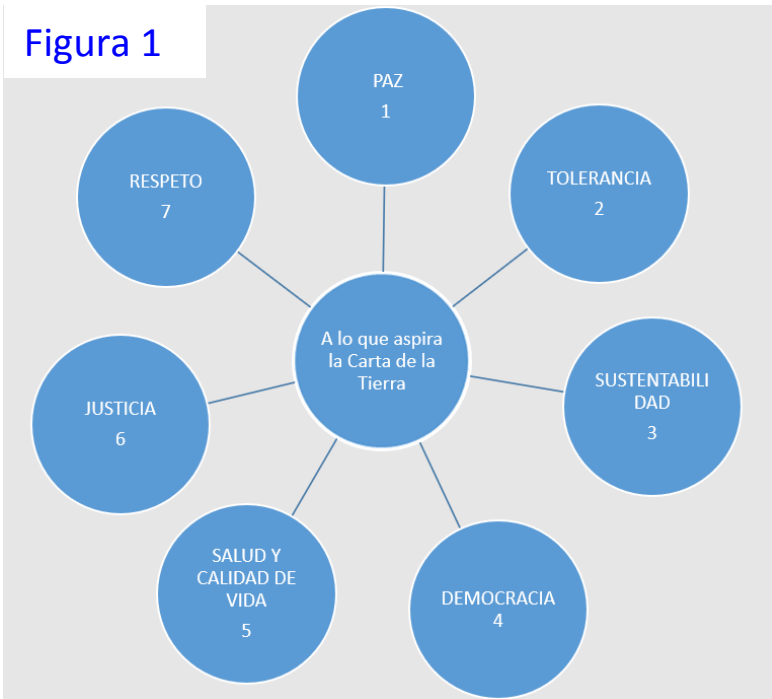 Figura 1
PAZ
1
TOLERANCIA
2
SUSTENTABILI
DAD
3
DEMOCRACIA
4
SALUD Y
CALIDAD DE
VIDA
5
JUSTICIA
6
RESPETO
7
A lo que aspira
la Carta de la
Tierra